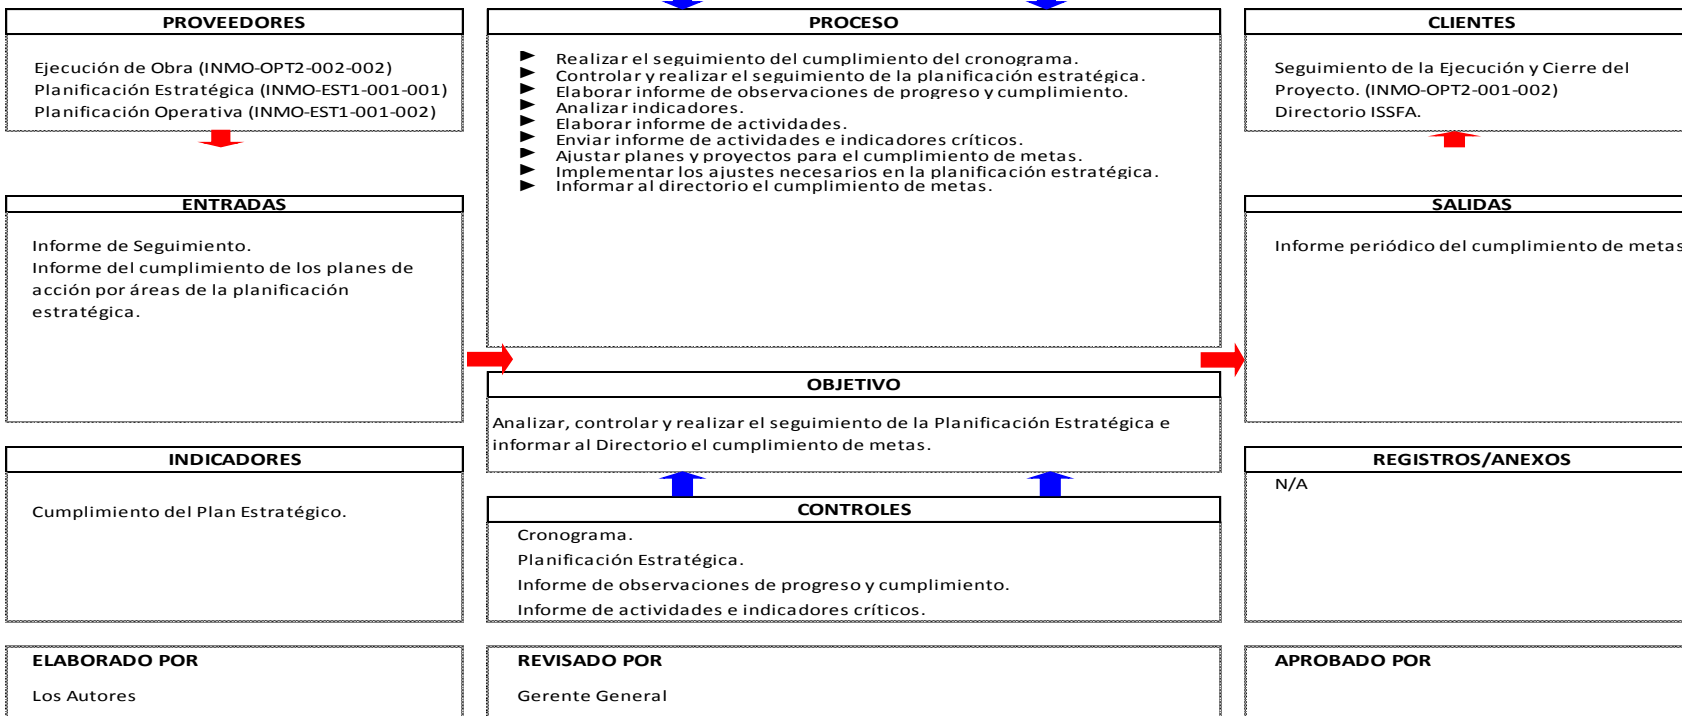 PROVEEDORES
Ejecución de Obra (INMO-OPT2-002-002)
Planificación Estratégica (INMO-EST1-001-001)
Planificación Operativa (INMO-EST1-001-002)
ENTRADAS
Informe de Seguimiento.
Informe del cumplimiento de los planes de
acción por áreas de la planificación
estratégica.
INDICADORES
Cumplimiento del Plan Estratégico.
PROCESO
Realizar el seguimiento del cumplimiento del cronograma.
Controlar y realizar el seguimiento de la planificación estratégica.
Elaborar informe de observaciones de progreso y cumplimiento.
Analizar indicadores.
Elaborar informe de actividades.
Enviar informe de actividades e indicadores críticos.
Ajustar planes y proyectos para el cumplimiento de metas.
Implementar los ajustes necesarios en la planificación estratégica.
Informar al directorio el cumplimiento de metas.
OBJETIVO
Analizar, controlar y realizar el seguimiento de la Planificación Estratégica e
informar al Directorio el cumplimiento de metas.
CONTROLES
Cronograma.
Planificación Estratégica.
Informe de observaciones de progreso y cumplimiento.
Informe de actividades e indicadores críticos.
CLIENTES
Seguimiento de la Ejecución y Cierre del
Proyecto. (INMO-OPT2-001-002)
Directorio ISSFA.
SALIDAS
Informe periódico del cumplimiento de metas
REGISTROS/ANEXOS
N/A
ELABORADO POR
Los Autores
REVISADO POR
Gerente General
APROBADO POR